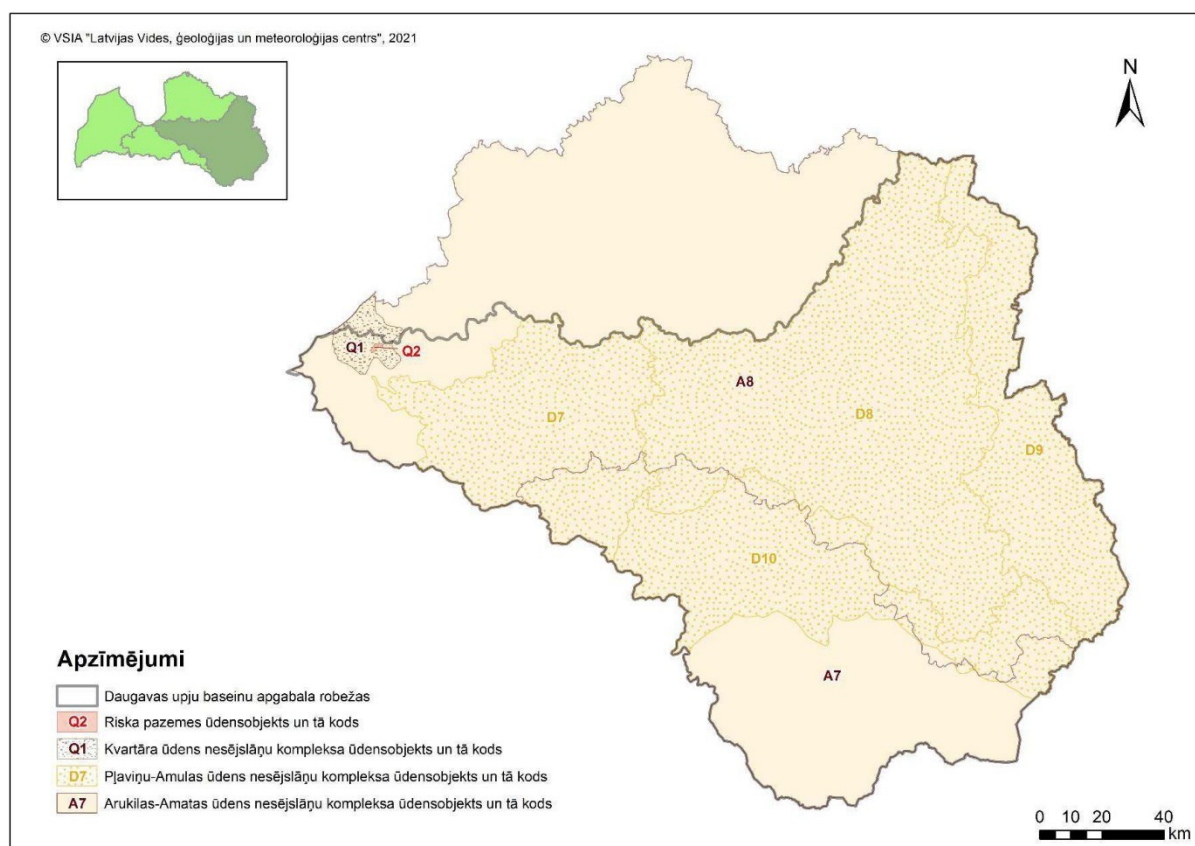 © VSIA "Latvijas Vides, ģeoloģijas un meteoroloģijas centrs", 2021
N
Q1
Q2
A8
D7
D8
D9
D10
A7
Apzīmējumi
Daugavas upju baseinu apgabala robežas
Q2 Riska pazemes ūdensobjekts un tā kods
Q1 Kvartāra ūdens nesējslāņu kompleksa ūdensobjekts un tā kods
D7 Pļaviņu-Amulas ūdens nesējslāņu kompleksa ūdensobjekts un tā kods
A7 Arukilas-Amatas ūdens nesējslāņu kompleksa ūdensobjekts un tā kods
0 10 20 40
km